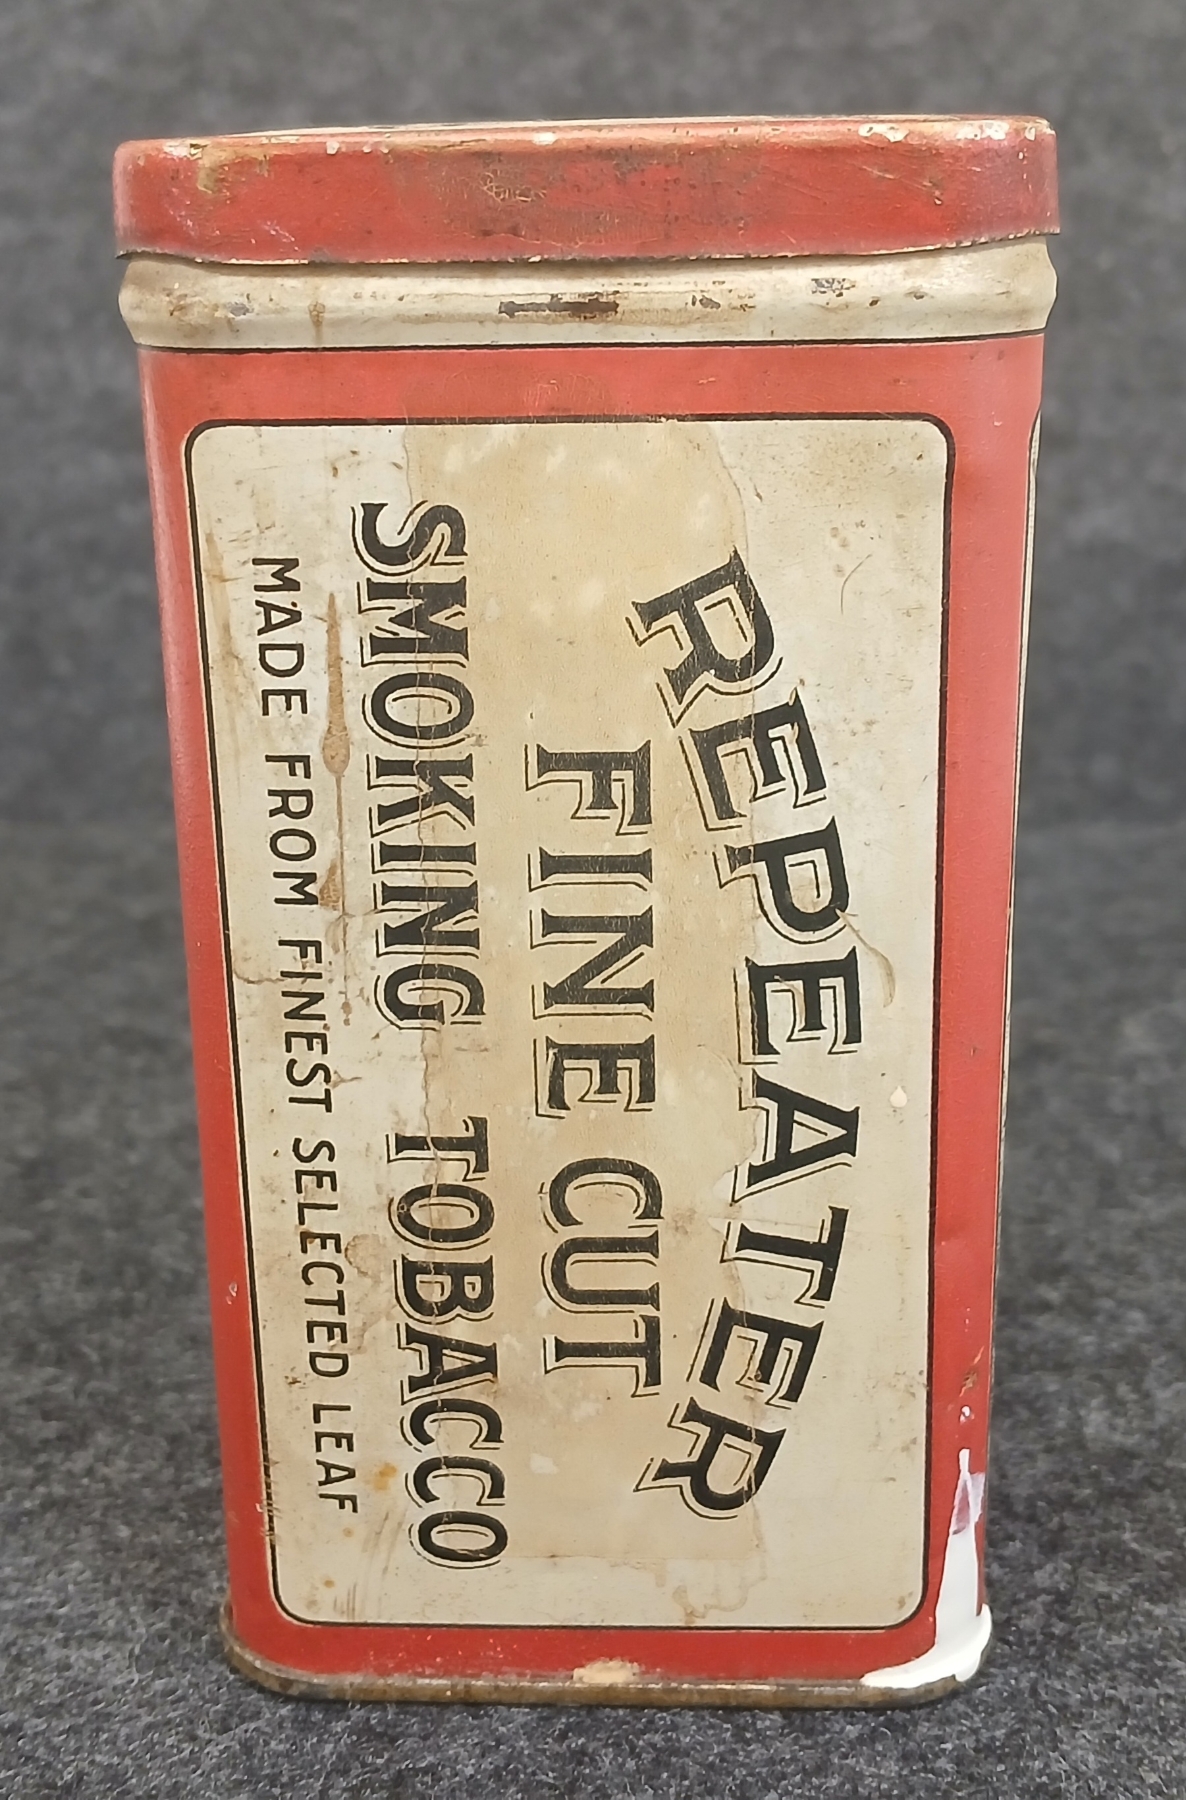 REPEATER
FINE CUT
SMOKING TOBACCO
MADE FROM FINEST SELECTED LEAF